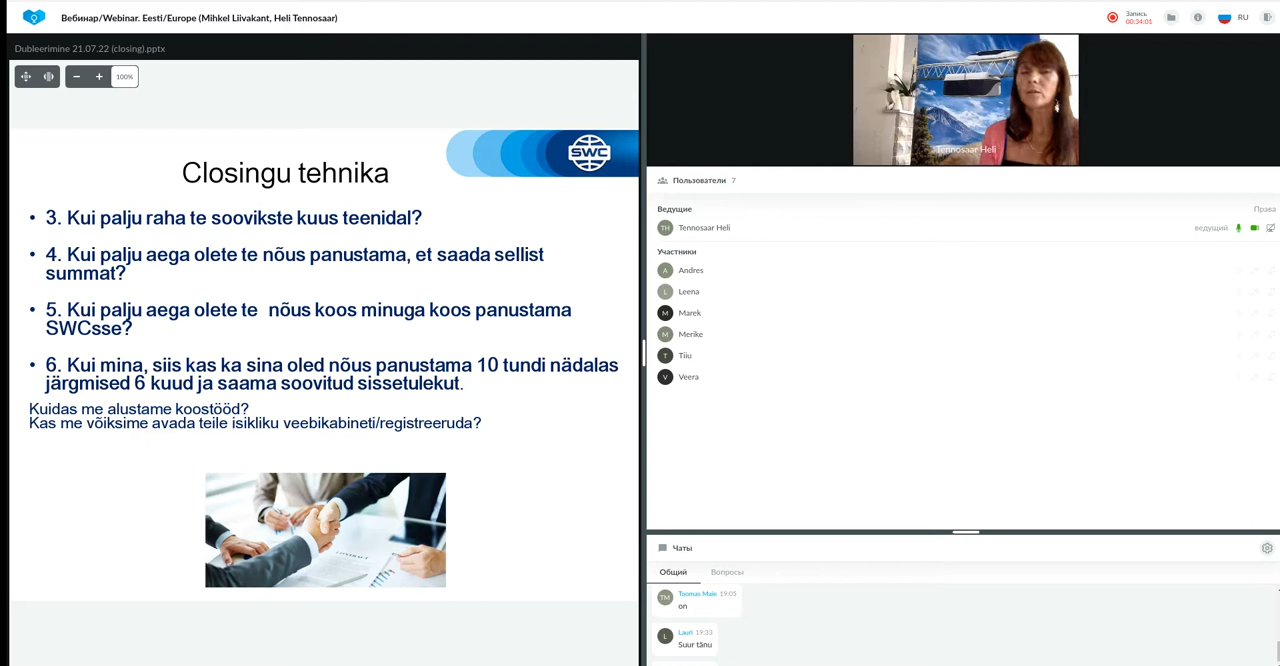 Вебинар/Webinar. Eesti/Europe (Mihkel Liivakant, Heli Tennosaar)
Запись
00:34:01
RU
Dubleerimine 21.07.22 (closing).pptx
100%
SWC
Closingu tehnika
• 3. Kui palju raha te soovikste kuus teenidal?
• 4. Kui palju aega olete te nõus panustama, et saada sellist
summat?
• 5. Kui palju aega olete te nõus koos minuga koos panustama
SWCsse?
• 6. Kui mina, siis kas ka sina oled nõus panustama 10 tundi nädalas
järgmised 6 kuud ja saama soovitud sissetulekut.
Kuidas me alustame koostööd?
Kas me võiksime avada teile isikliku veebikabineti/registreeruda?
CONTRACT
Tennosaar Heli
Пользователи 7
Ведущие
Права
TH Tennosaar Heli
ведущий
Участники
A Andres
L Leena
M Marek
M Merike
T Tiiu
V Veera
Чаты
Общий Вопросы
TM Toomas Maie 19:05
on
L Lauri 19:33
Suur tänu